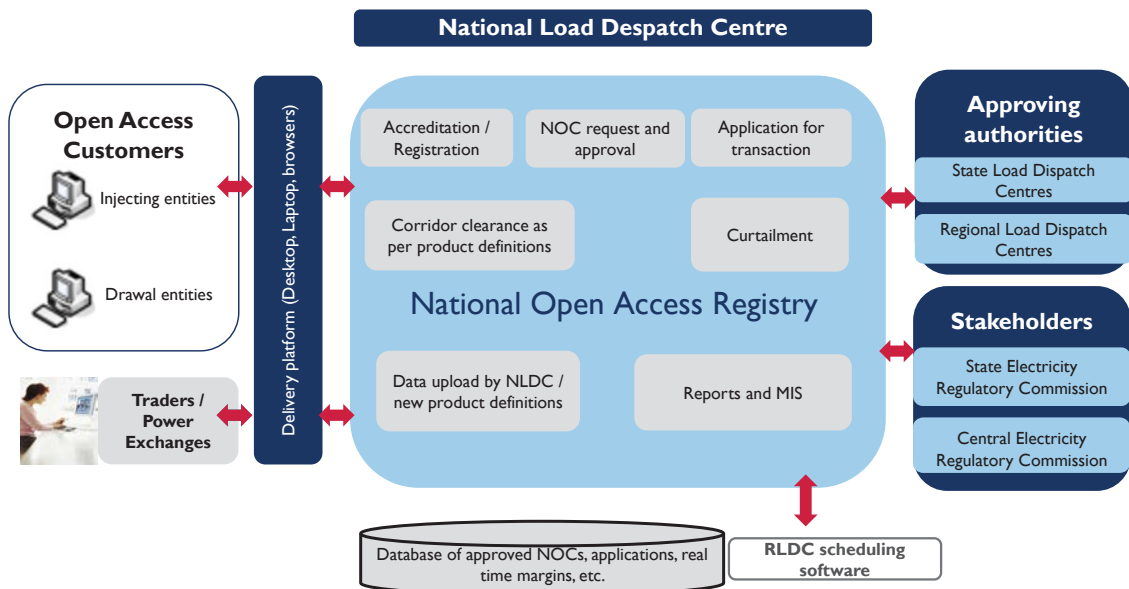 National Load Despatch Centre
Open Access
Customers
Injecting entities
Drawal entities
Traders /
Power
Exchanges
Delivery platform (Desktop, Laptop, browsers)
Accreditation /
Registration
NOC request and
approval
Application for
transaction
Corridor clearance as
per product definitions
Curtailment
National Open Access Registry
Data upload by NLDC /
new product definitions
Reports and MIS
Approving
authorities
State Load Dispatch
Centres
Regional Load Dispatch
Centres
Stakeholders
State Electricity
Regulatory Commission
Central Electricity
Regulatory Commission
Database of approved NOCs, applications, real
time margins, etc.
RLDC scheduling
software